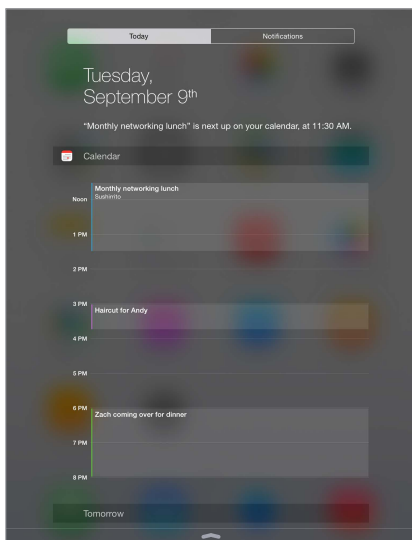 Today
Notifications
Tuesday,
September 9th
“Monthly networking lunch” is next up on your calendar, at 11:30 AM.
Calendar
Monthly networking lunch
Sushirrito
Noon
1 PM
2 PM
3 PM
Haircut for Andy
4 PM
5 PM
6 PM
Zach coming over for dinner
7 PM
8 PM
Tomorrow